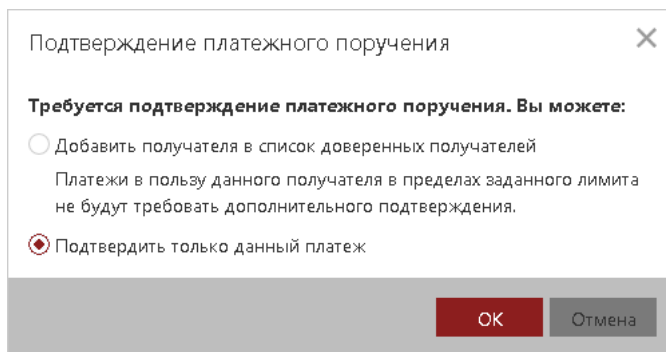 Подтверждение платежного поручения
Требуется подтверждение платежного поручения. Вы можете:
Добавить получателя в список доверенных получателей
Платежи в пользу данного получателя в пределах заданного лимита
не будут требовать дополнительного подтверждения.
Подтвердить только данный платеж
ОК
Отмена